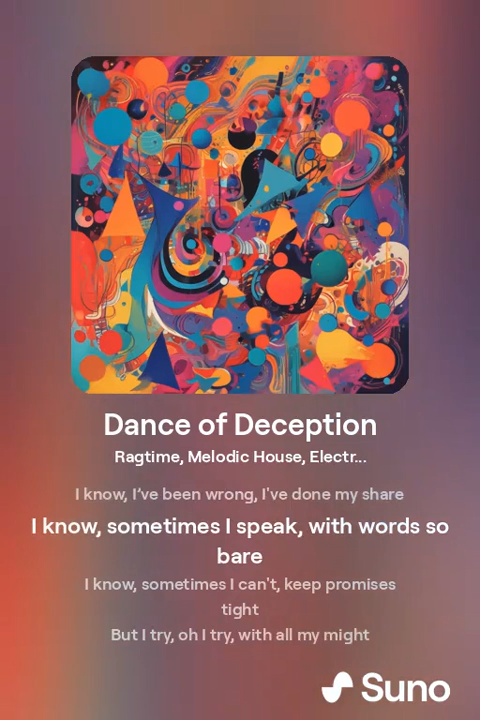 Dance of Deception
Ragtime, Melodic House, Electr...
I know, I’ve been wrong, I've done my share
I know, sometimes I speak, with words so
bare
I know, sometimes I can't, keep promises
tight
But I try, oh I try, with all my might
Suno